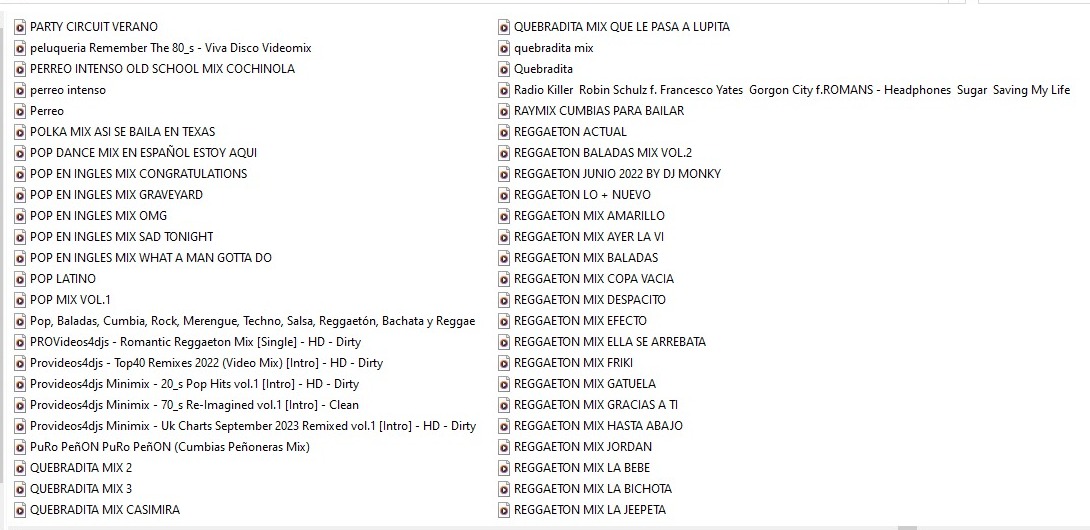 PARTY CIRCUIT VERANO
peluqueria Remember The 80_s - Viva Disco Videomix
PERREO INTENSO OLD SCHOOL MIX COCHINOLA
perreo intenso
Perreo
POLKA MIX ASI SE BAILA EN TEXAS
POP DANCE MIX EN ESPAÑOL ESTOY AQUI
POP EN INGLES MIX CONGRATULATIONS
POP EN INGLES MIX GRAVEYARD
POP EN INGLES MIX OMG
POP EN INGLES MIX SAD TONIGHT
POP EN INGLES MIX WHAT A MAN GOTTA DO
POP LATINO
POP MIX VOL.1
Pop, Baladas, Cumbia, Rock, Merengue, Techno, Salsa, Reggaetón, Bachata y Reggae
PROVideos4djs - Romantic Reggaeton Mix [Single] - HD - Dirty
Provideos4djs - Top40 Remixes 2022 (Video Mix) [Intro] - HD - Dirty
Provideos4djs Minimix - 20_s Pop Hits vol.1 [Intro] - HD - Dirty
Provideos4djs Minimix - 70_s Re-Imagined vol.1 [Intro] - Clean
Provideos4djs Minimix - Uk Charts September 2023 Remixed vol.1 [Intro] - HD - Dirty
PuRo PeñON PuRo PeñON (Cumbias Peñoneras Mix)
QUEBRADITA MIX 2
QUEBRADITA MIX 3
QUEBRADITA MIX CASIMIRA
QUEBRADITA MIX QUE LE PASA A LUPITA
quebradita mix
Quebradita
Radio Killer  Robin Schulz f. Francesco Yates  Gorgon City f.ROMANS - Headphones  Sugar  Saving My Life
RAYMIX CUMBIAS PARA BAILAR
REGGAETON ACTUAL
REGGAETON BALADAS MIX VOL.2
REGGAETON JUNIO 2022 BY DJ MONKY
REGGAETON LO + NUEVO
REGGAETON MIX AMARILLO
REGGAETON MIX AYER LA VI
REGGAETON MIX BALADAS
REGGAETON MIX COPA VACIA
REGGAETON MIX DESPACITO
REGGAETON MIX EFECTO
REGGAETON MIX ELLA SE ARREBATA
REGGAETON MIX FRIKI
REGGAETON MIX GATUELA
REGGAETON MIX GRACIAS A TI
REGGAETON MIX HASTA ABAJO
REGGAETON MIX JORDAN
REGGAETON MIX LA BEBE
REGGAETON MIX LA BICHOTA
REGGAETON MIX LA JEEPETA